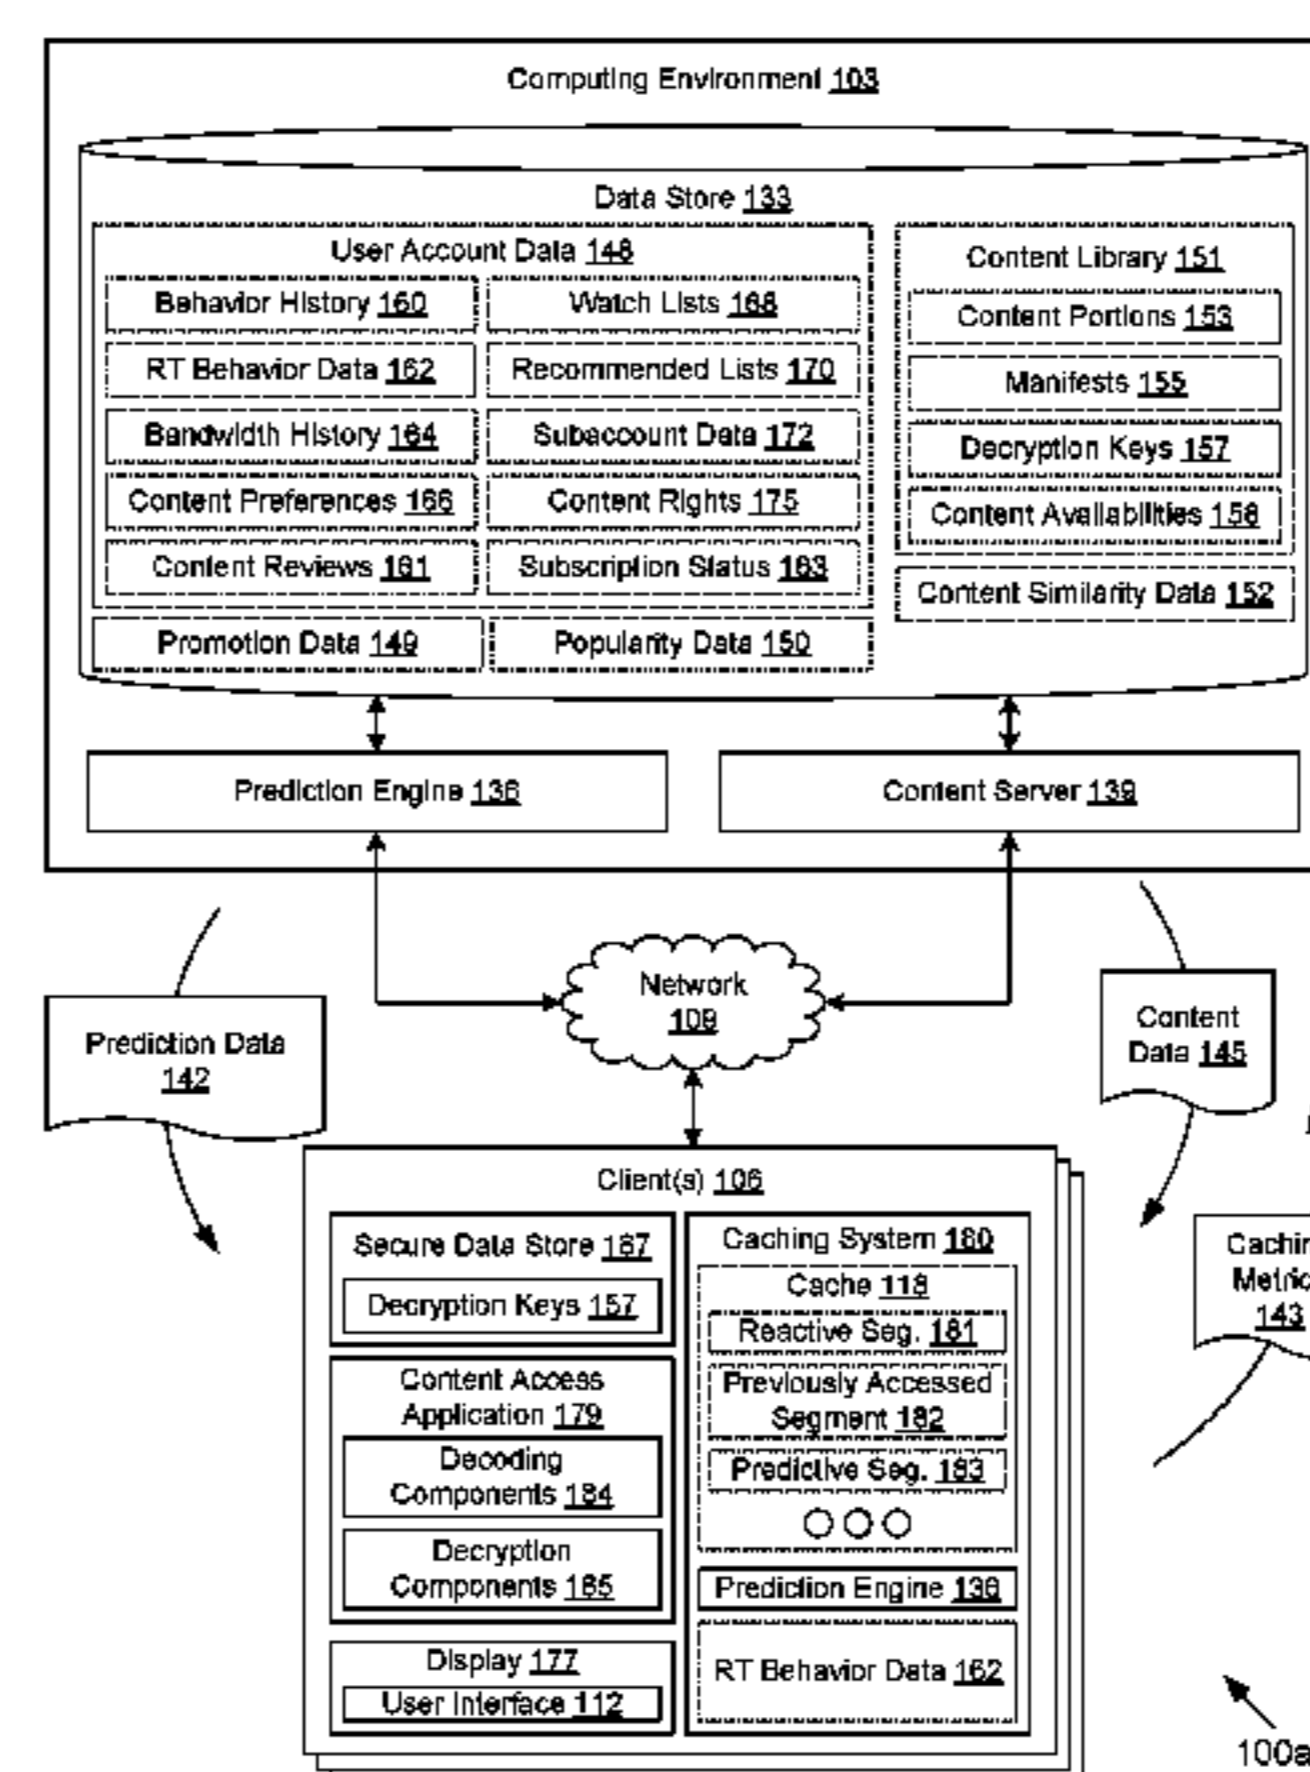 Computing Environment 103
Data Store 133
User Account Data 148
Behavior History 160
Watch Lists 168
RT Behavior Data 162
Recommended Lists 170
Bandwidth History 164
Subaccount Data 172
Content Preferences 166
Content Rights 175
Content Reviews 161
Subscription Status 163
Promotion Data 149
Popularity Data 150
Content Library 151
Content Portions 153
Manifests 155
Decryption Keys 157
Content Availabilities 158
Content Similarity Data 152
Prediction Engine 136
Content Server 139
Network
109
Prediction Data
142
Content
Data 145
Client(s) 106
Secure Data Store 187
Decryption Keys 157
Content Access
Application 179
Decoding
Components 184
Decryption
Components 185
Display 177
User Interface 112
Caching System 180
Cache 118
Reactive Seg. 181
Previously Accessed
Segment 182
Predictive Seg. 183
Prediction Engine 136
RT Behavior Data 162
Cachin
Metric
143
100a